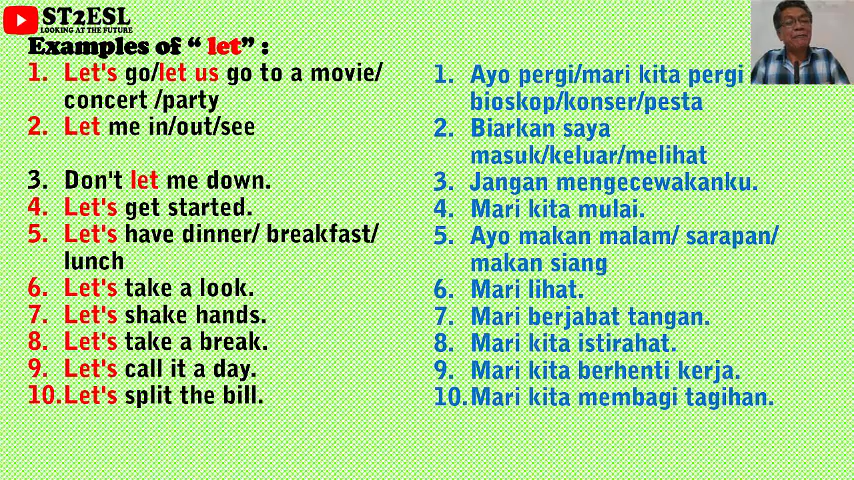 ST2ESL
LOOKING AT THE FUTURE
Examples of “ let” :
1. Let's go/let us go to a movie/
concert /party
2. Let me in/out/see
3. Don't let me down.
4. Let's get started.
5. Let's have dinner/ breakfast/
lunch
6. Let's take a look.
7. Let's shake hands.
8. Let's take a break.
9. Let's call it a day.
10.Let's split the bill.
1. Ayo pergi/mari kita pergi
bioskop/konser/pesta
2. Biarkan saya
masuk/keluar/melihat
3. Jangan mengecewakanku.
4. Mari kita mulai.
5. Ayo makan malam/ sarapan/
makan siang
6. Mari lihat.
7. Mari berjabat tangan.
8. Mari kita istirahat.
9. Mari kita berhenti kerja.
10.Mari kita membagi tagihan.